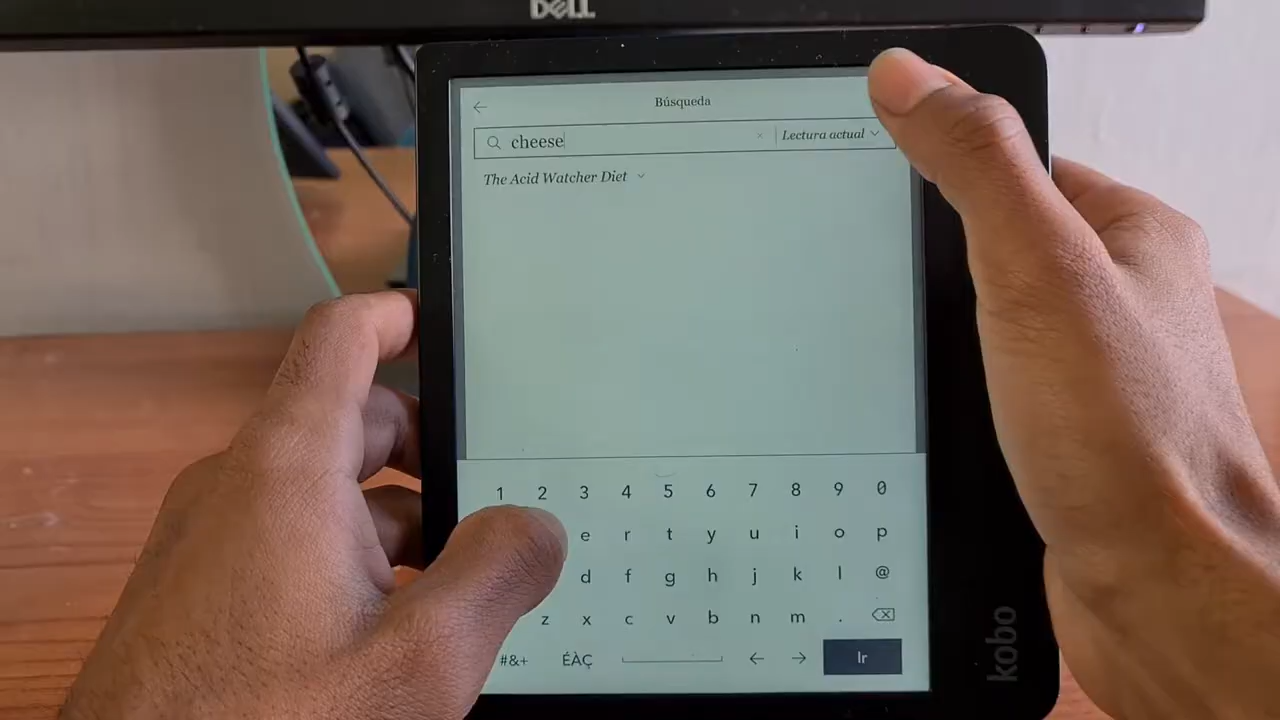 DELL
Búsqueda
cheese × Lectura actual
The Acid Watcher Diet
1 2 3 4 5 6 7 8 9 0
e r t y u i o p
d f g h j k l @
z x c v b n m .
#&+ ÉÀÇ ← → Ir
kobo